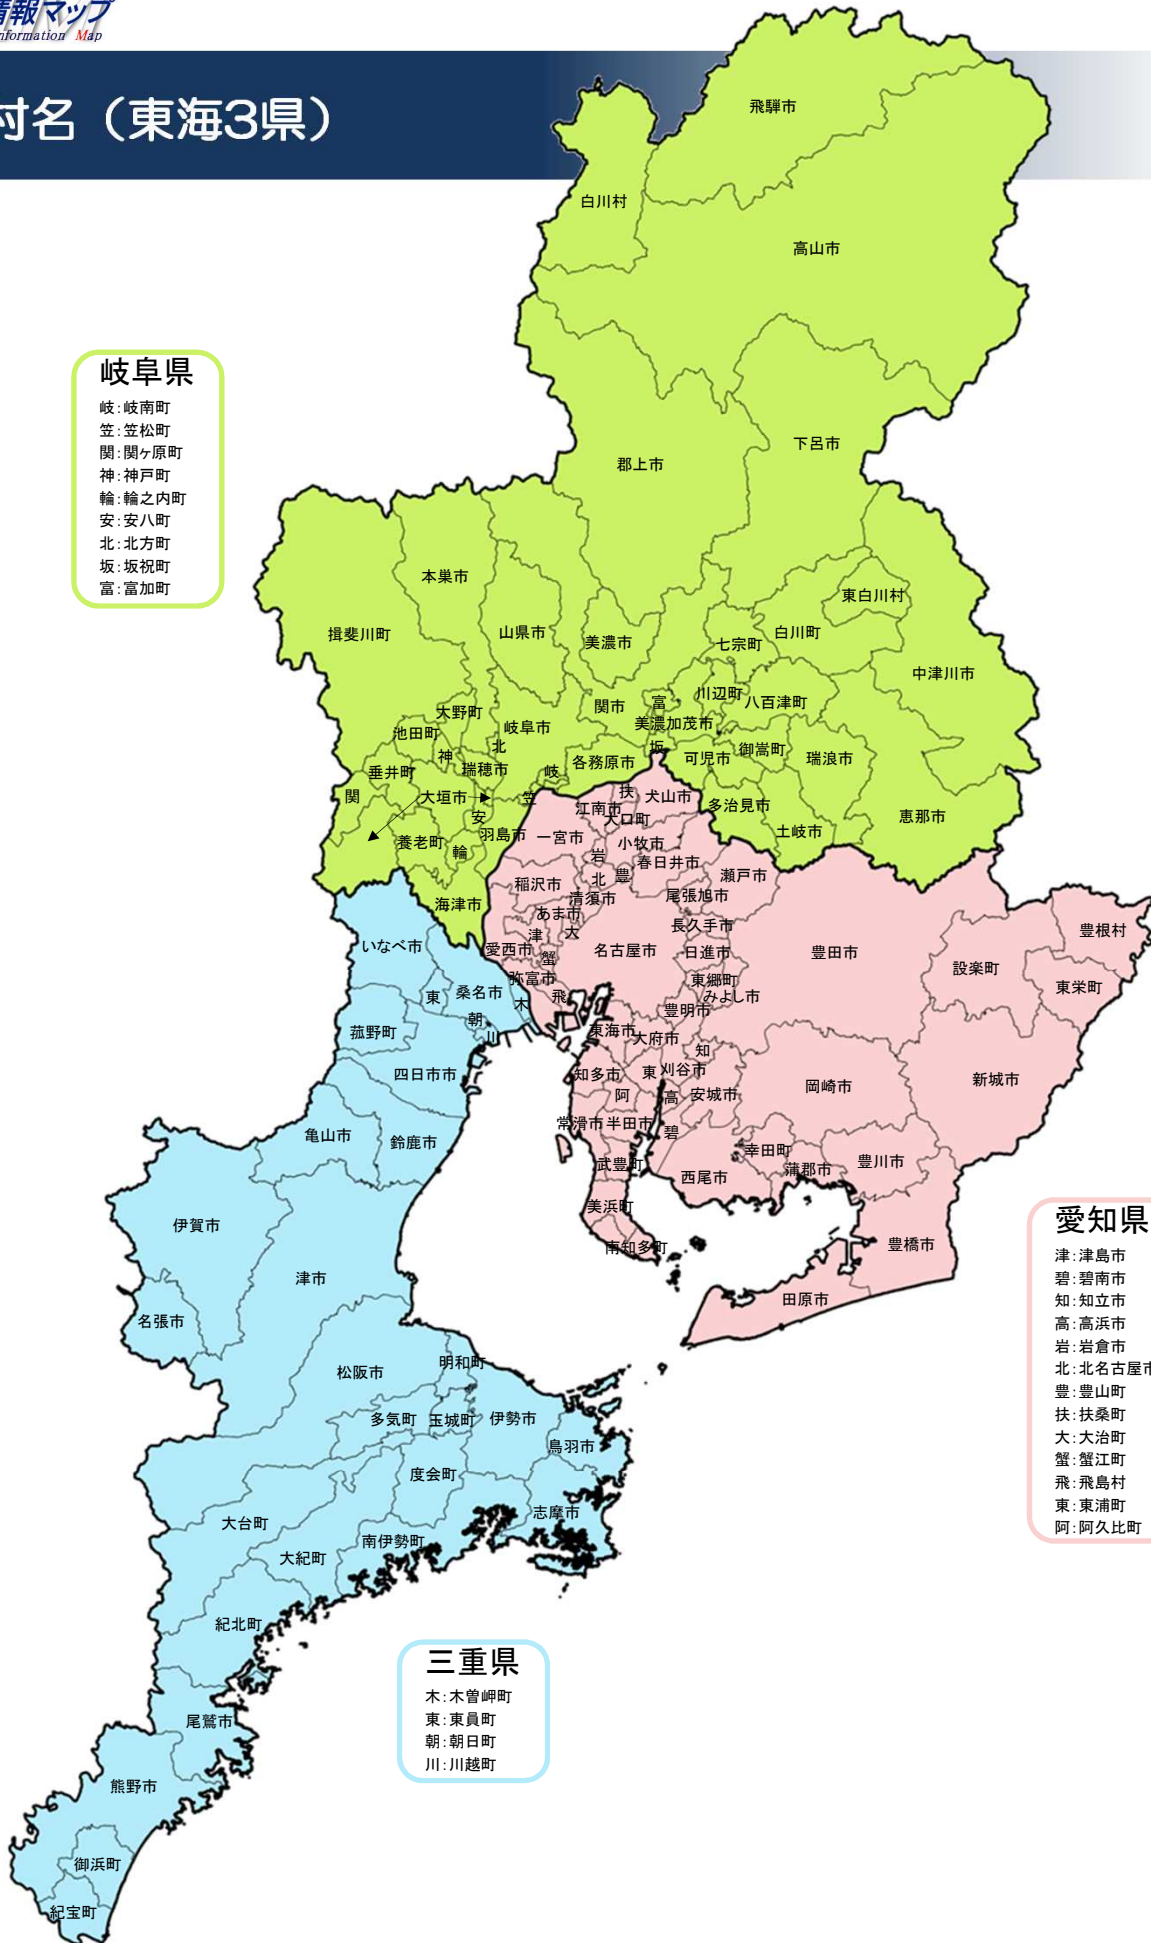 情報マップ
Information Map
村名（東海3県）
飛騨市
白川村
高山市
岐阜県
岐：岐南町
笠：笠松町
関：関ヶ原町
神：神戸町
輪：輪之内町
安：安八町
北：北方町
坂：坂祝町
富：富加町
下呂市
郡上市
本巣市
東白川村
揖斐川町
山県市
美濃市
七宗町
白川町
中津川市
川辺町
八百津町
関市
富
大野町
美濃加茂市
岐阜市
池田町
北
坂
神
御嵩町
可児市
瑞浪市
各務原市
瑞穂市
岐
垂井町
関
大垣市
笠
多治見市
恵那市
安
土岐市
羽島市
養老町
輪
海津市
扶
犬山市
江南市
大口町
一宮市
小牧市
岩
春日井市
豊
瀬戸市
北
稲沢市
尾張旭市
清須市
あま市
長久手市
大
津
豊根村
愛西市
名古屋市
日進市
豊田市
いなべ市
蟹
設楽町
弥富市
東郷町
東栄町
桑名市
みよし市
東
飛
木
豊明市
朝
菰野町
川
東海市
大府市
知
四日市市
知多市
東
刈谷市
新城市
岡崎市
阿
高
安城市
常滑市
半田市
碧
亀山市
鈴鹿市
幸田町
武豊町
蒲郡市
豊川市
西尾市
美浜町
伊賀市
南知多町
豊橋市
津市
田原市
名張市
愛知県
津：津島市
碧：碧南市
知：知立市
高：高浜市
岩：岩倉市
北：北名古屋市
豊：豊山町
扶：扶桑町
大：大治町
蟹：蟹江町
飛：飛島村
東：東浦町
阿：阿久比町
明和町
松阪市
多気町
玉城町
伊勢市
鳥羽市
度会町
志摩市
大台町
南伊勢町
大紀町
紀北町
三重県
木：木曽岬町
東：東員町
朝：朝日町
川：川越町
尾鷲市
熊野市
御浜町
紀宝町